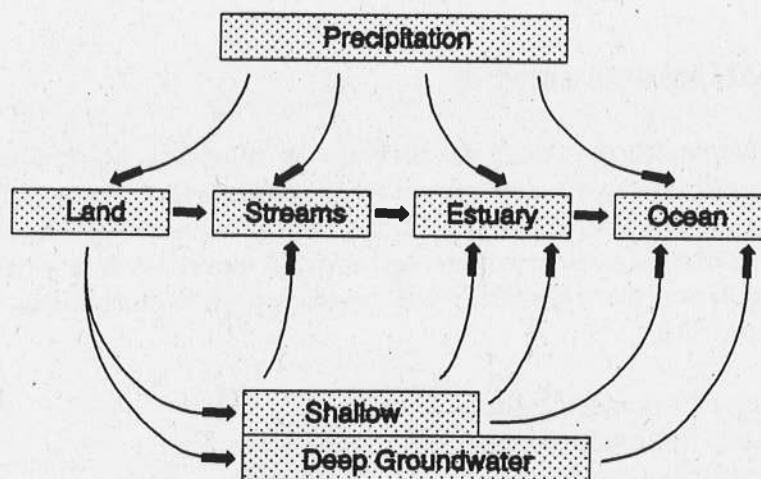 Precipitation
Land Streams Estuary Ocean
Shallow
Deep Groundwater